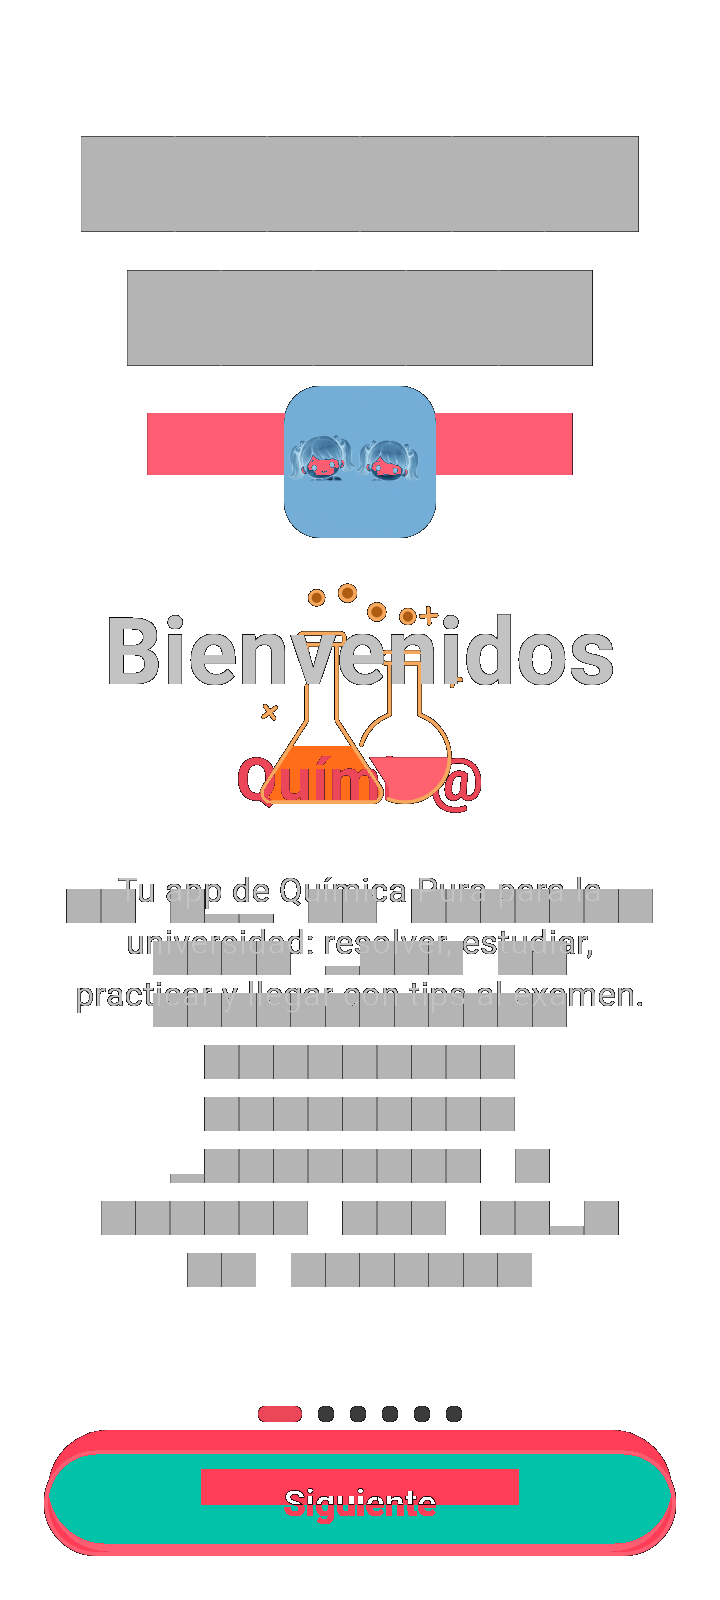 Bienvenidos
Quím @
Tu app de Química Pura para la
universidad: resolver, estudiar,
practicar y llegar con tips al examen.
Siguiente